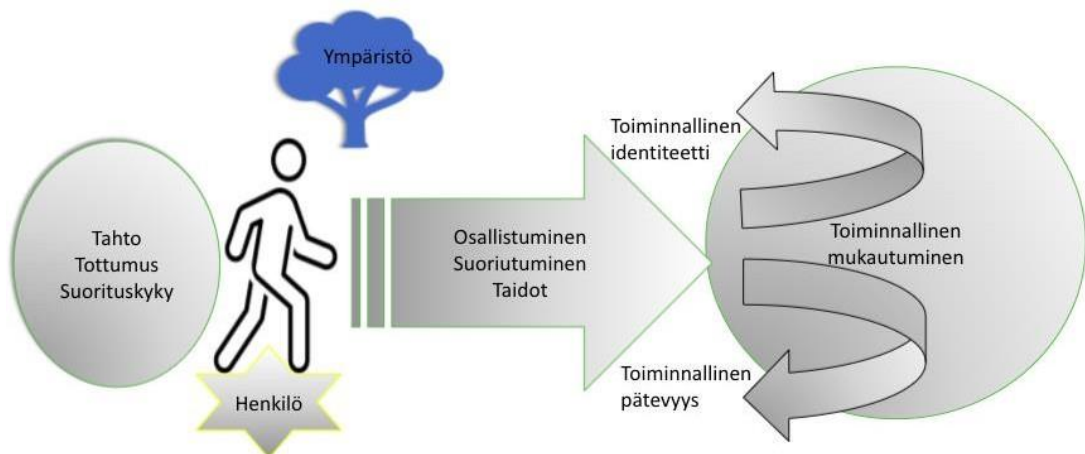 Ympäristö
Tahto
Tottumus
Suorituskyky
Henkilö
Osallistuminen
Suoriutuminen
Taidot
Toiminnallinen
identiteetti
Toiminnallinen
mukautuminen
Toiminnallinen
pätevyys